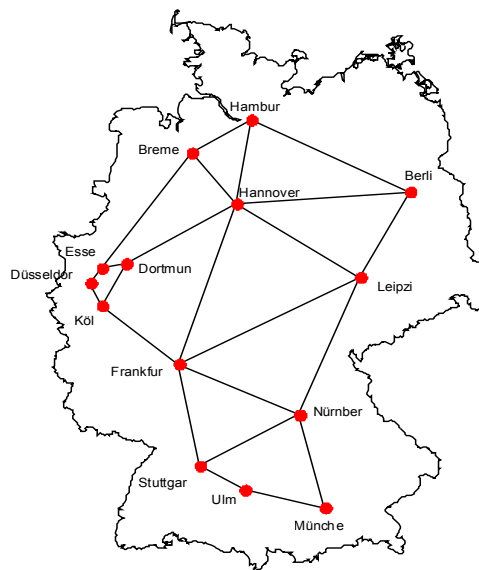 Hambur
Breme
Berli
Hannover
Esse
Dortmun
Düsseldor
Leipzi
Köl
Frankfur
Nürnber
Stuttgar
Ulm
Münche